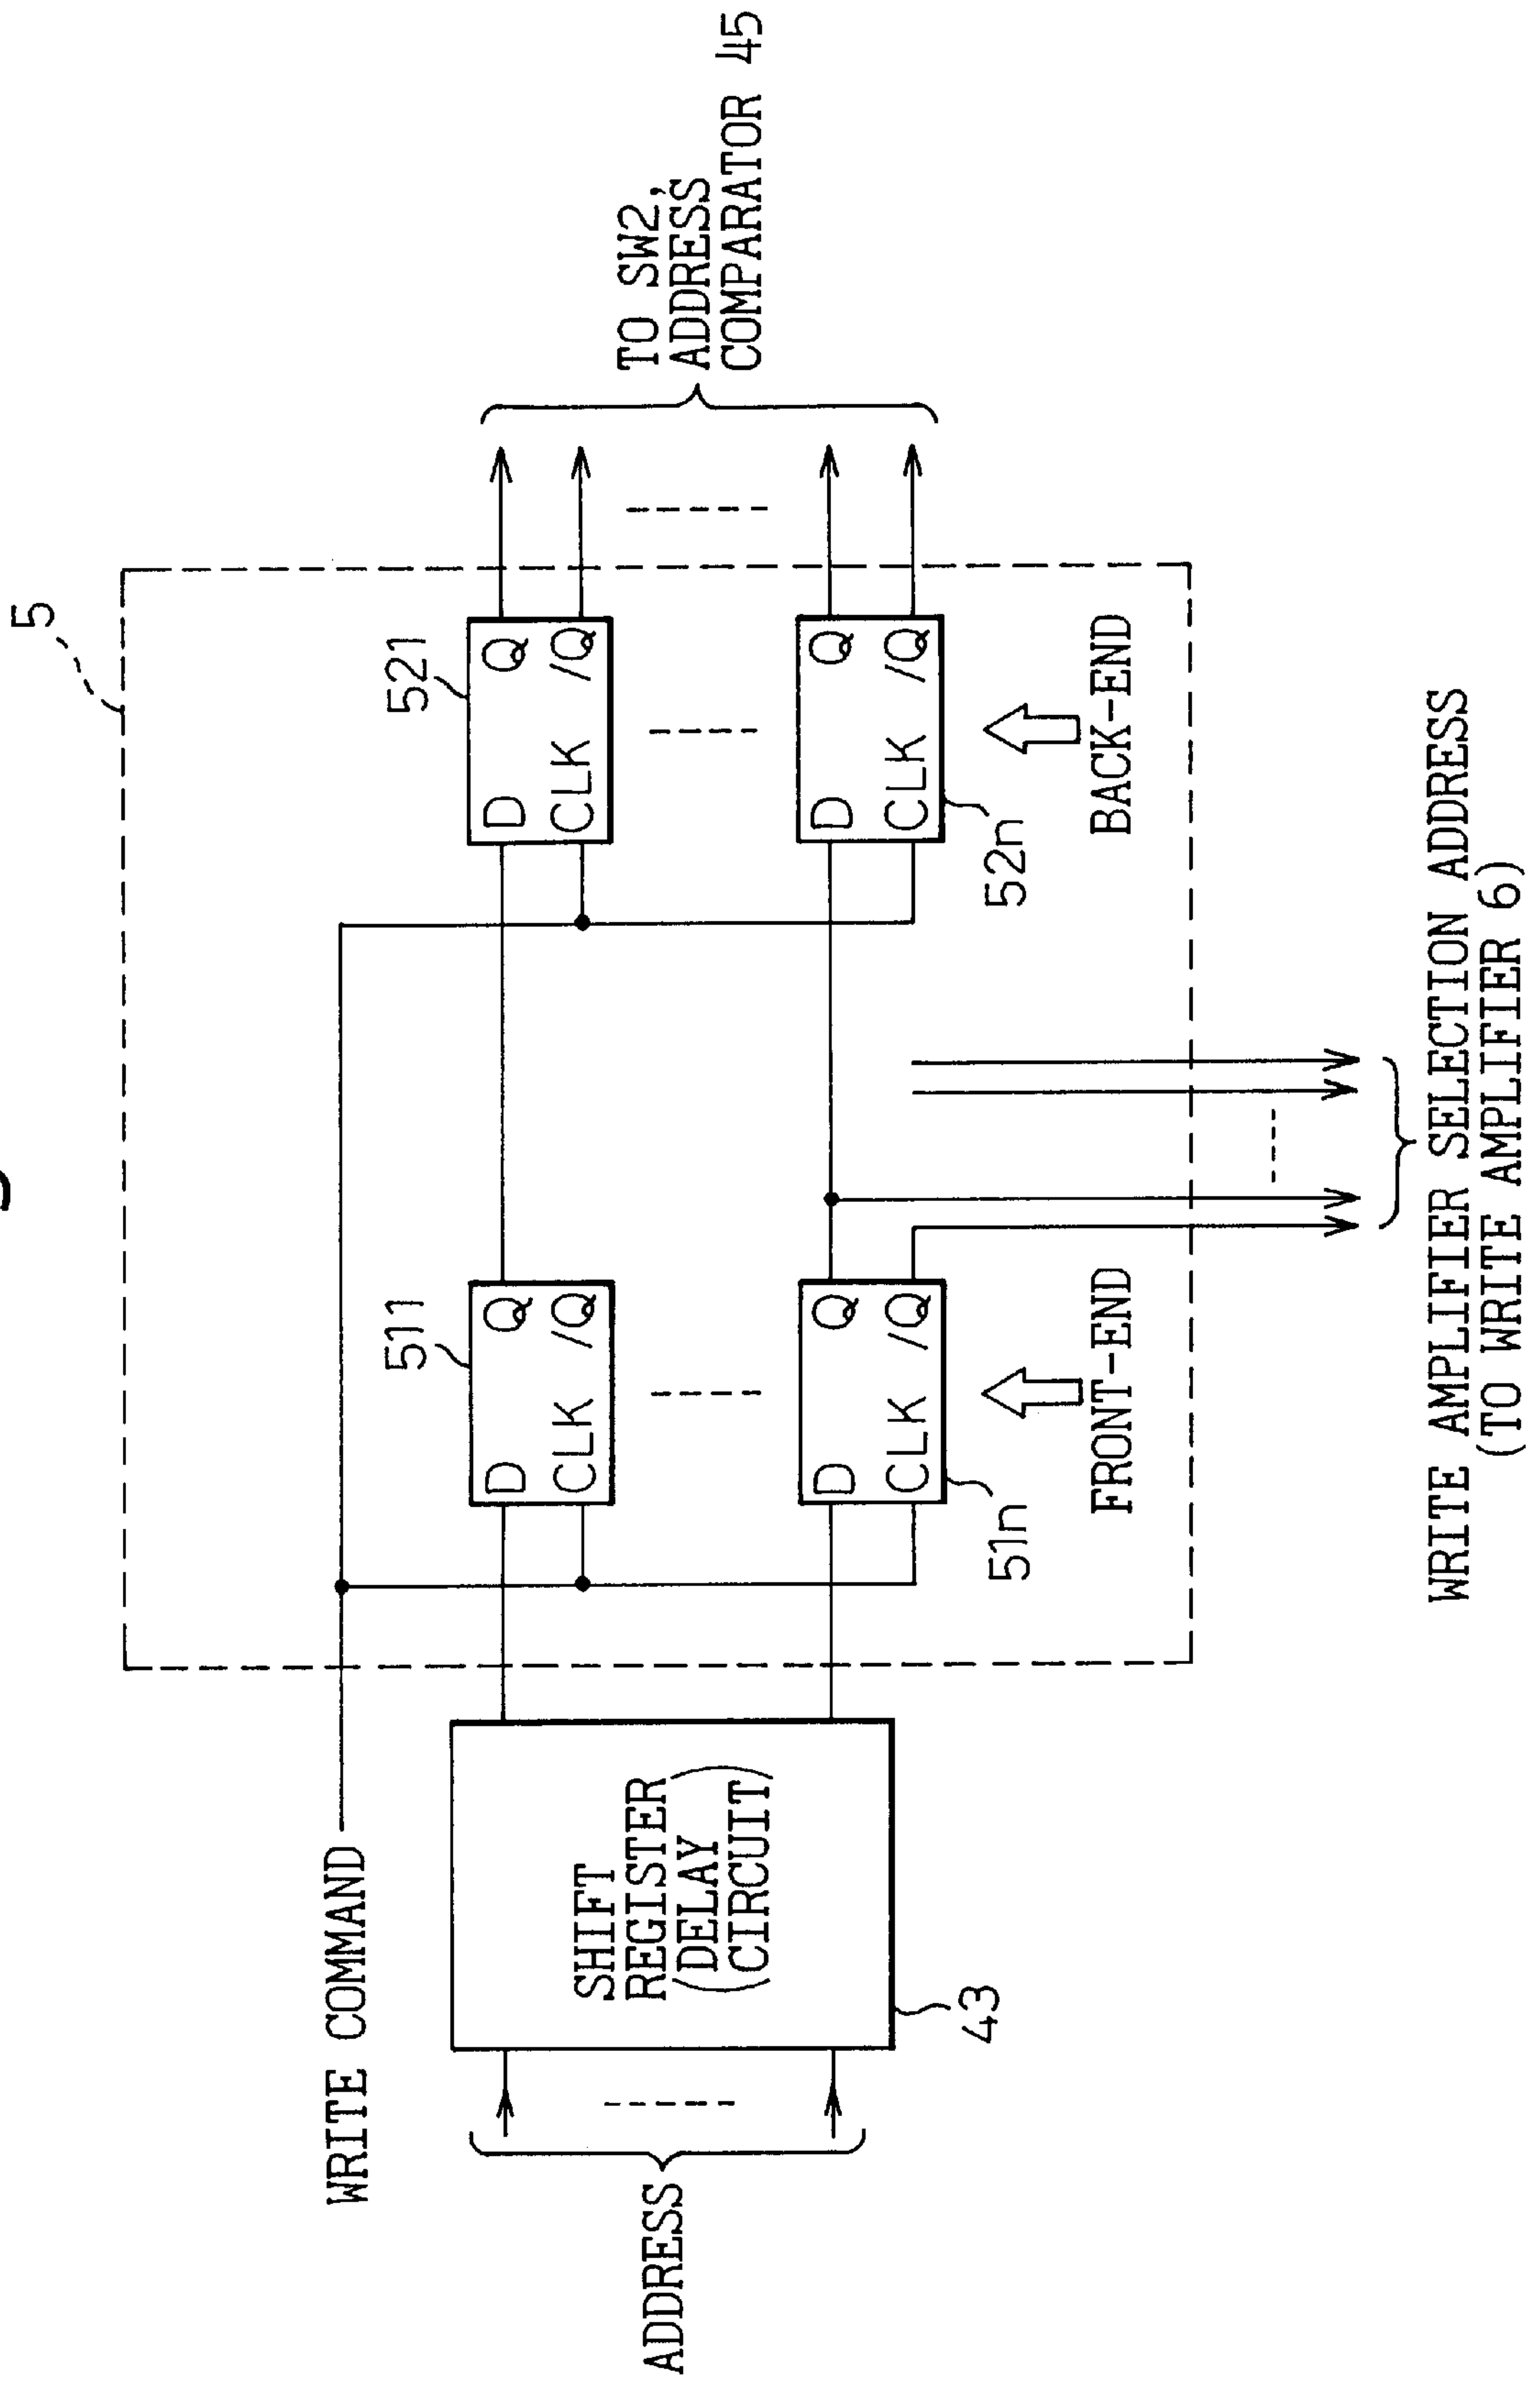 5
WRITE COMMAND
511
521
D Q
CLK /Q
D Q
CLK /Q
TO SW2,
ADDRESS
COMPARATOR 45
ADDRESS
SHIFT
REGISTER
(DELAY
CIRCUIT)
43
D Q
CLK /Q
D Q
CLK /Q
51n
52n
FRONT-END
BACK-END
WRITE AMPLIFIER SELECTION ADDRESS
(TO WRITE AMPLIFIER 6)